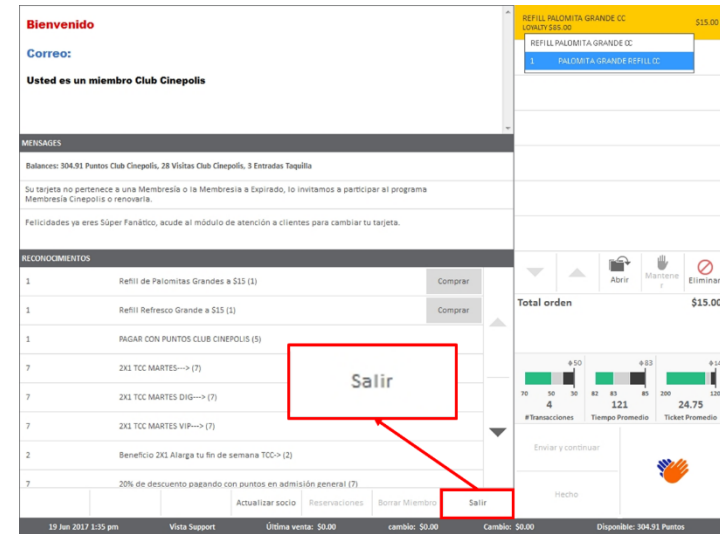 Bienvenido
Correo:
Usted es un miembro Club Cinepolis
MENSAGES
Balances: 304.91 Puntos Club Cinepolis, 28 Visitas Club Cinepolis, 3 Entradas Taquilla
Su tarjeta no pertenece a una Membresía o la Membresia a Expirado, lo invitamos a participar al programa
Membresía Cinepolis o renovarla.
Felicidades ya eres Súper Fanático, acude al módulo de atención a clientes para cambiar tu tarjeta.
RECONOCIMIENTOS
1 Refill de Palomitas Grandes a $15 (1) Comprar
1 Refill Refresco Grande a $15 (1) Comprar
1 PAGAR CON PUNTOS CLUB CINEPOLIS (5)
7 2X1 TCC MARTES---> (7)
7 2X1 TCC MARTES DIG---> (7)
7 2X1 TCC MARTES VIP---> (7)
2 Beneficio 2X1 Alarga tu fin de semana TCC-> (2)
7 20% de descuento pagando con puntos en admisión general (7)
Salir
Actualizar socio Reservaciones Borrar Miembro Salir
REFILL PALOMITA GRANDE CC $15.00
LOYALTY $85.00
REFILL PALOMITA GRANDE CC
1 PALOMITA GRANDE REFILL CC
Abrir Mantene
r Eliminar
Total orden $15.00
50 83
70 50 30 82 83 85 200 120
4 121 24.75
#Transacciones Tiempo Promedio Ticket Promedio
Enviar y continuar
Hecho
19 Jun 2017 1:35 pm Vista Support Última venta: $0.00 cambio: $0.00 Cambio: $0.00 Disponible: 304.91 Puntos